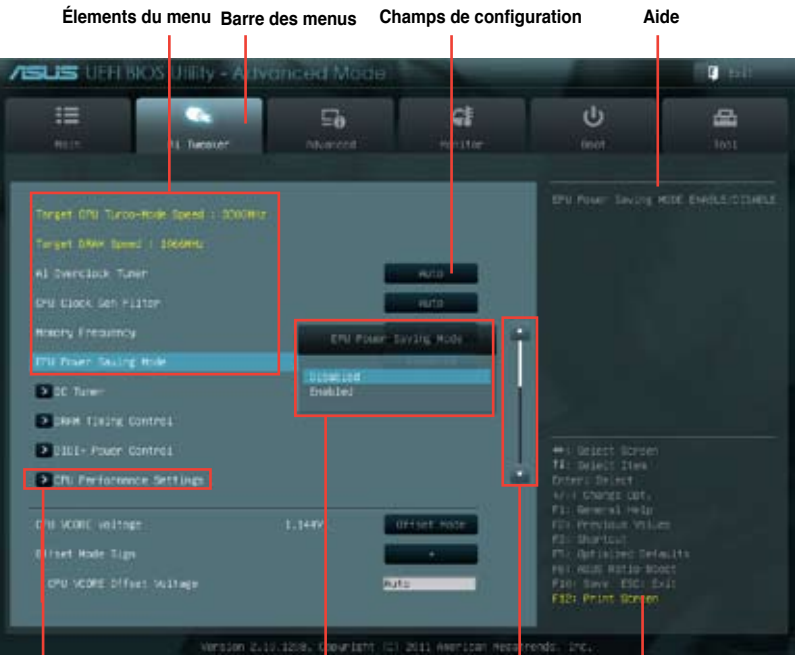 Élements du menu Barre des menus Champs de configuration Aide
ASUS UEFI BIOS Utility - Advanced Mode Exit
Main Ai Tweaker Advanced Monitor Boot Tool
EPU Power Saving MODE ENABLE/DISABLE
Target CPU Turbo-Mode Speed :
Target DRAM Speed :
Ai Overclock Tuner Auto
CPU Clock Gen Filter Auto
Memory Frequency
EPU Power Saving Mode
EPU Power Saving Mode
Disabled
Enabled
OC Tuner
DRAM Timing Control
DIGI+ Power Control
CPU Performance Settings
CPU VCORE Voltage 1.144V Offset Mode
Offset Mode Sign +
CPU VCORE Offset Voltage Auto
Select Screen
↑↓: Select Item
Enter: Select
+/-: Change Opt.
F1: General Help
F2: Previous Values
F3: Shortcut
F5: Optimized Defaults
F6: ASUS Ratio Boost
F10: Save ESC: Exit
F12: Print Screen
Version 2.10.1208. Copyright (C) 2011 American Megatrends, Inc.